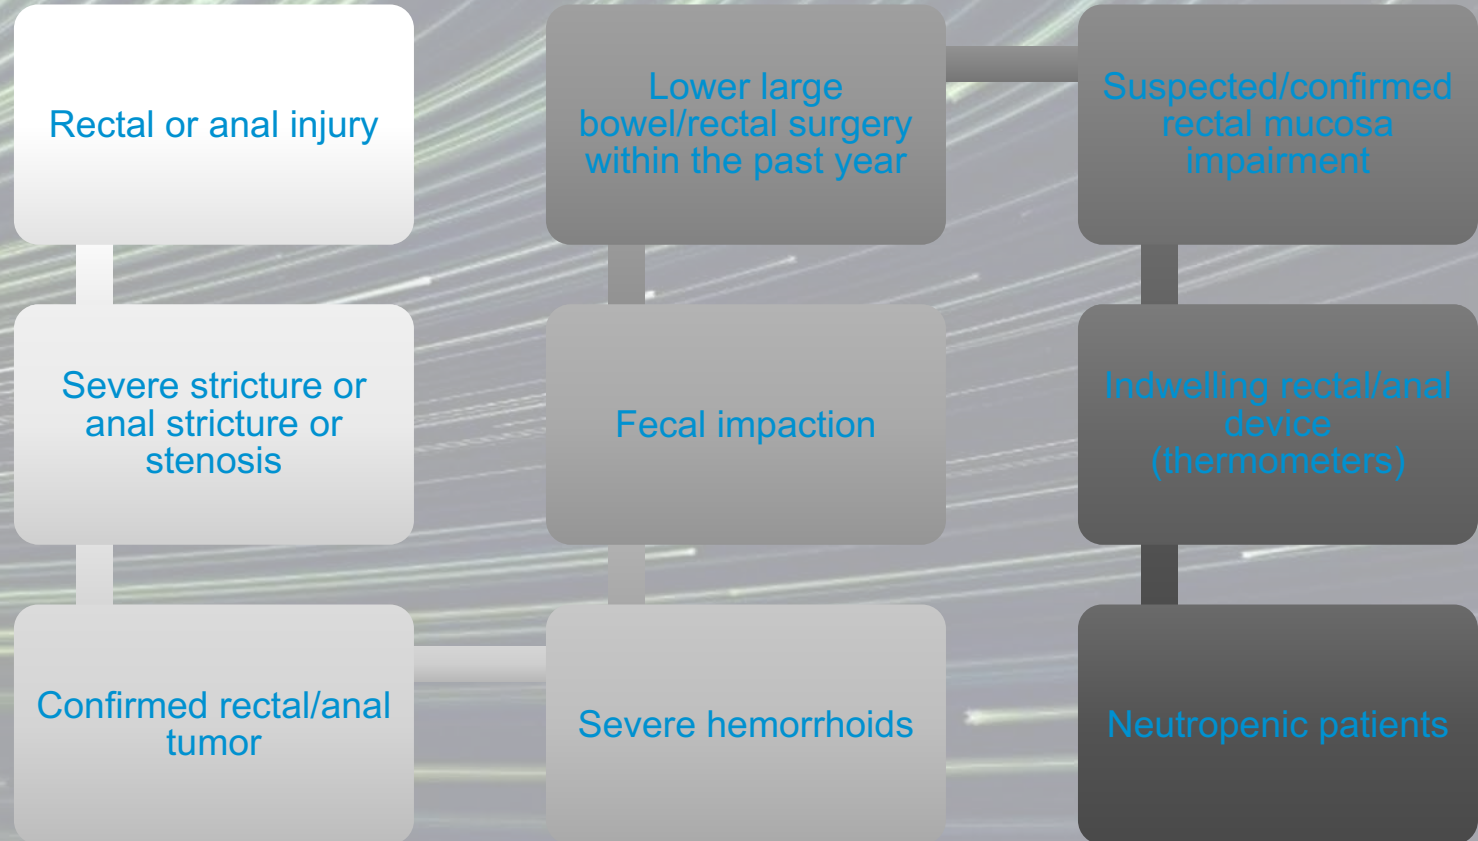 Rectal or anal injury
Severe stricture or
anal stricture or
stenosis
Confirmed rectal/anal
tumor
Severe hemorrhoids
Fecal impaction
Lower large
bowel/rectal surgery
within the past year
Suspected/confirmed
rectal mucosa
impairment
Indwelling rectal/anal
device
(thermometers)
Neutropenic patients